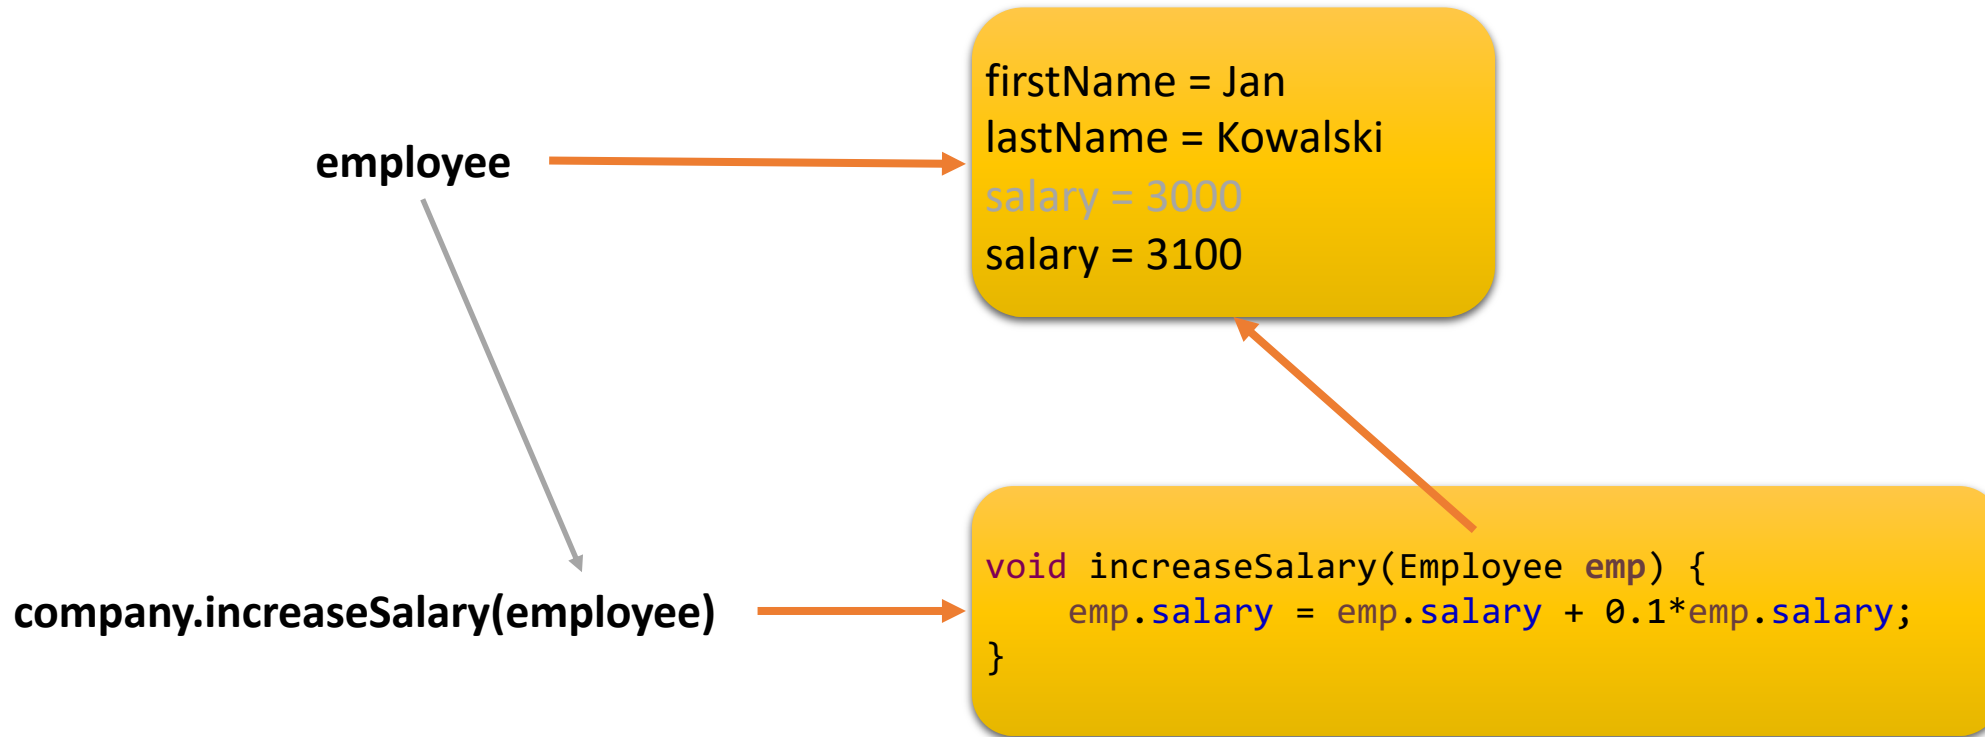 firstName = Jan
lastName = Kowalski
employee
salary = 3000
salary = 3100
void increaseSalary(Employee emp) {
    emp.salary = emp.salary + 0.1*emp.salary;
}
company.increaseSalary(employee)